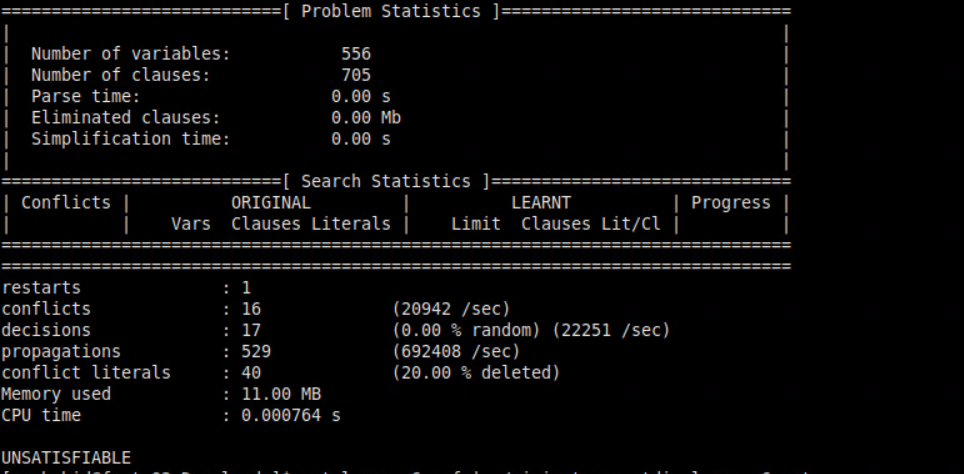 ============================[ Problem Statistics ]=============================
|                                                                             |
|  Number of variables:           556                                         |
|  Number of clauses:             705                                         |
|  Parse time:                   0.00 s                                       |
|  Eliminated clauses:           0.00 Mb                                      |
|  Simplification time:          0.00 s                                       |
|                                                                             |
============================[ Search Statistics ]==============================
| Conflicts |          ORIGINAL         |          LEARNT          | Progress |
|           |    Vars  Clauses Literals |    Limit  Clauses Lit/Cl |          |
===============================================================================
===============================================================================
restarts              : 1
conflicts             : 16             (20942 /sec)
decisions             : 17             (0.00 % random) (22251 /sec)
propagations          : 529            (692408 /sec)
conflict literals     : 40             (20.00 % deleted)
Memory used           : 11.00 MB
CPU time              : 0.000764 s
UNSATISFIABLE